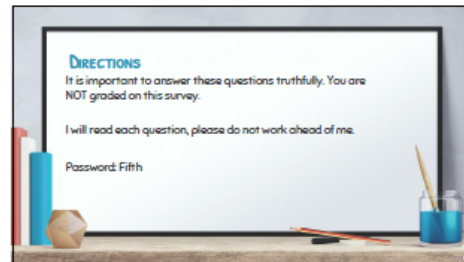 DIRECTIONS
It is important to answer these questions truthfully. You are
NOT graded on this survey.
I will read each question, please do not work ahead of me.
Password: Fifth